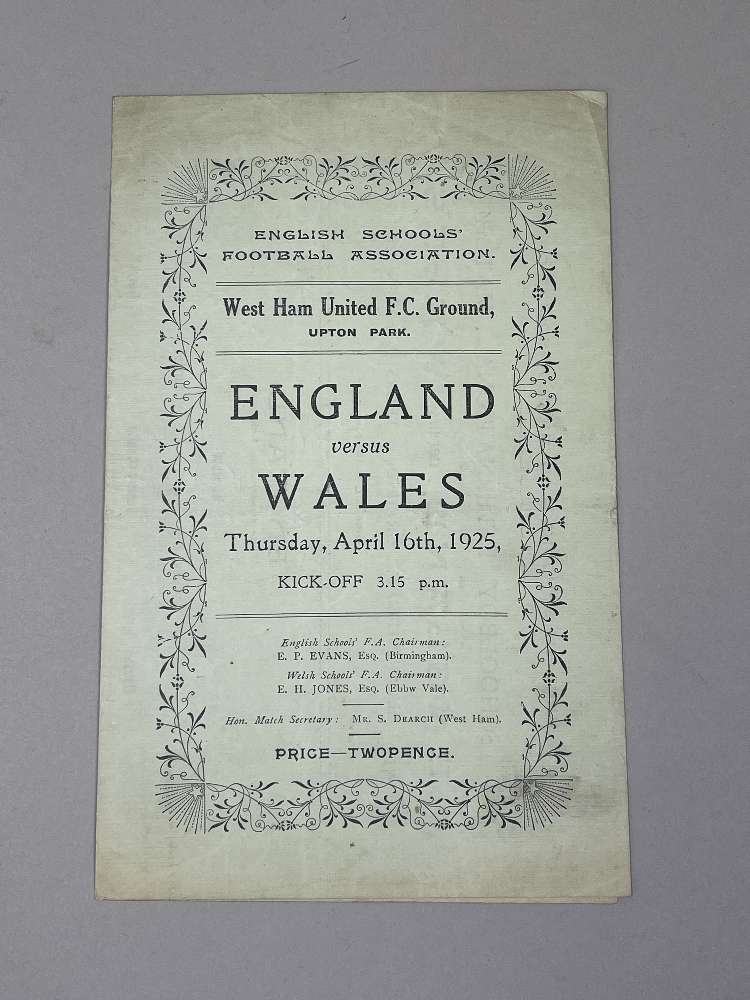 ENGLISH SCHOOLS'
FOOTBALL ASSOCIATION.
West Ham United F.C. Ground,
UPTON PARK.
ENGLAND
versus
WALES
Thursday, April 16th, 1925,
KICK-OFF 3.15 p.m.
English Schools' F.A. Chairman:
E. P. EVANS, ESQ. (Birmingham).
Welsh Schools' F.A. Chairman:
E. H. JONES, ESQ. (Ebbw Vale).
Hon. Match Secretary: MR. S. DEARCH (West Ham).
PRICE—TWOPENCE.